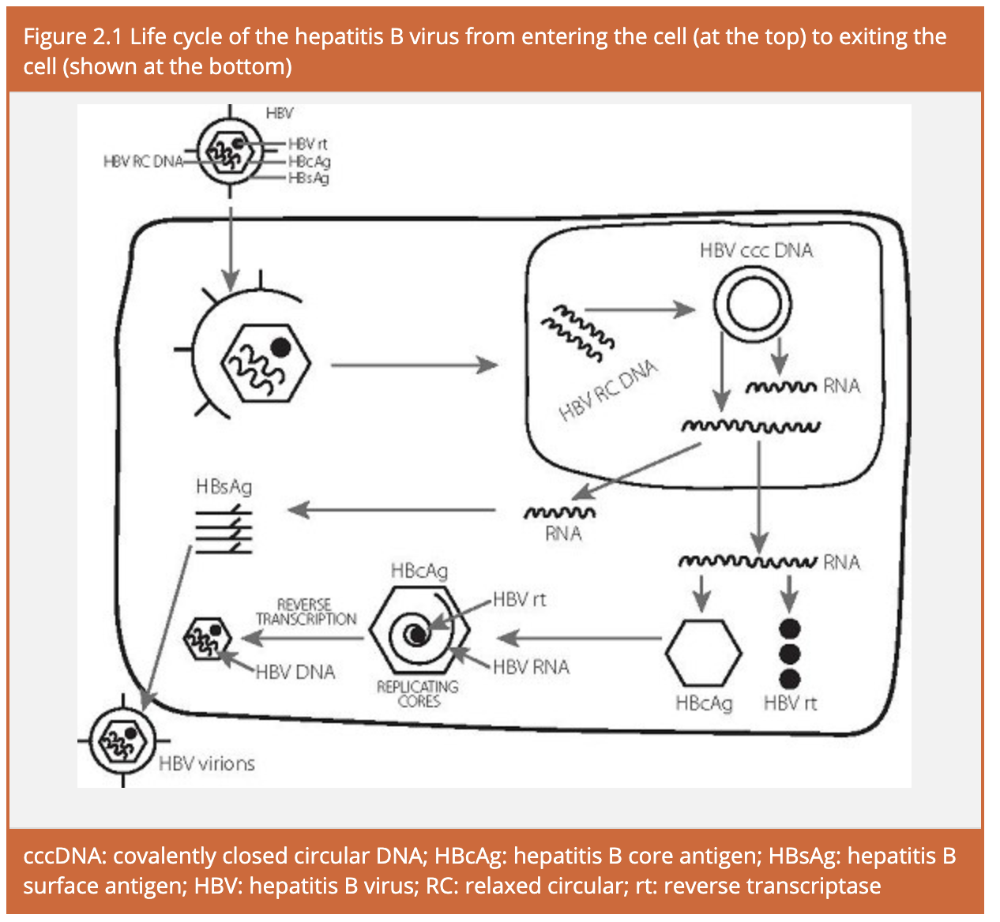 Figure 2.1 Life cycle of the hepatitis B virus from entering the cell (at the top) to exiting the
cell (shown at the bottom)
HBV
HBV rt
HBV RC DNA
HBcAg
HBsAg
HBV ccc DNA
HBV RC DNA
RNA
HBsAg
RNA
RNA
HBcAg
HBV rt
REVERSE
TRANSCRIPTION
HBV RNA
HBV DNA
REPLICATING
CORES
HBcAg
HBV rt
HBV virions
cccDNA: covalently closed circular DNA; HBcAg: hepatitis B core antigen; HBsAg: hepatitis B
surface antigen; HBV: hepatitis B virus; RC: relaxed circular; rt: reverse transcriptase